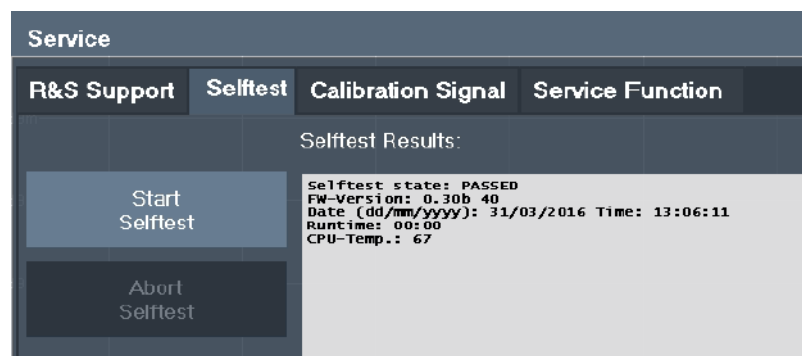 Service
R&S Support Selftest Calibration Signal Service Function
Selftest Results:
Start
Selftest
Abort
Selftest
Selftest state: PASSED
FW-Version: 0.30b 40
Date (dd/mm/yyyy): 31/03/2016 Time: 13:06:11
Runtime: 00:00
CPU-Temp.: 67